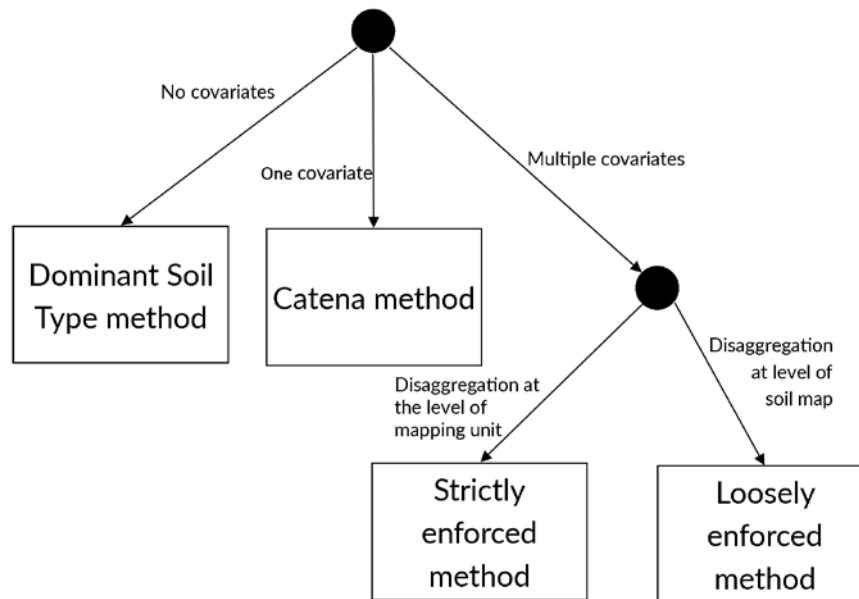 No covariates
One covariate
Multiple covariates
Dominant Soil
Type method
Catena method
Disaggregation at
the level of
mapping unit
Disaggregation
at level of
soil map
Strictly
enforced
method
Loosely
enforced
method